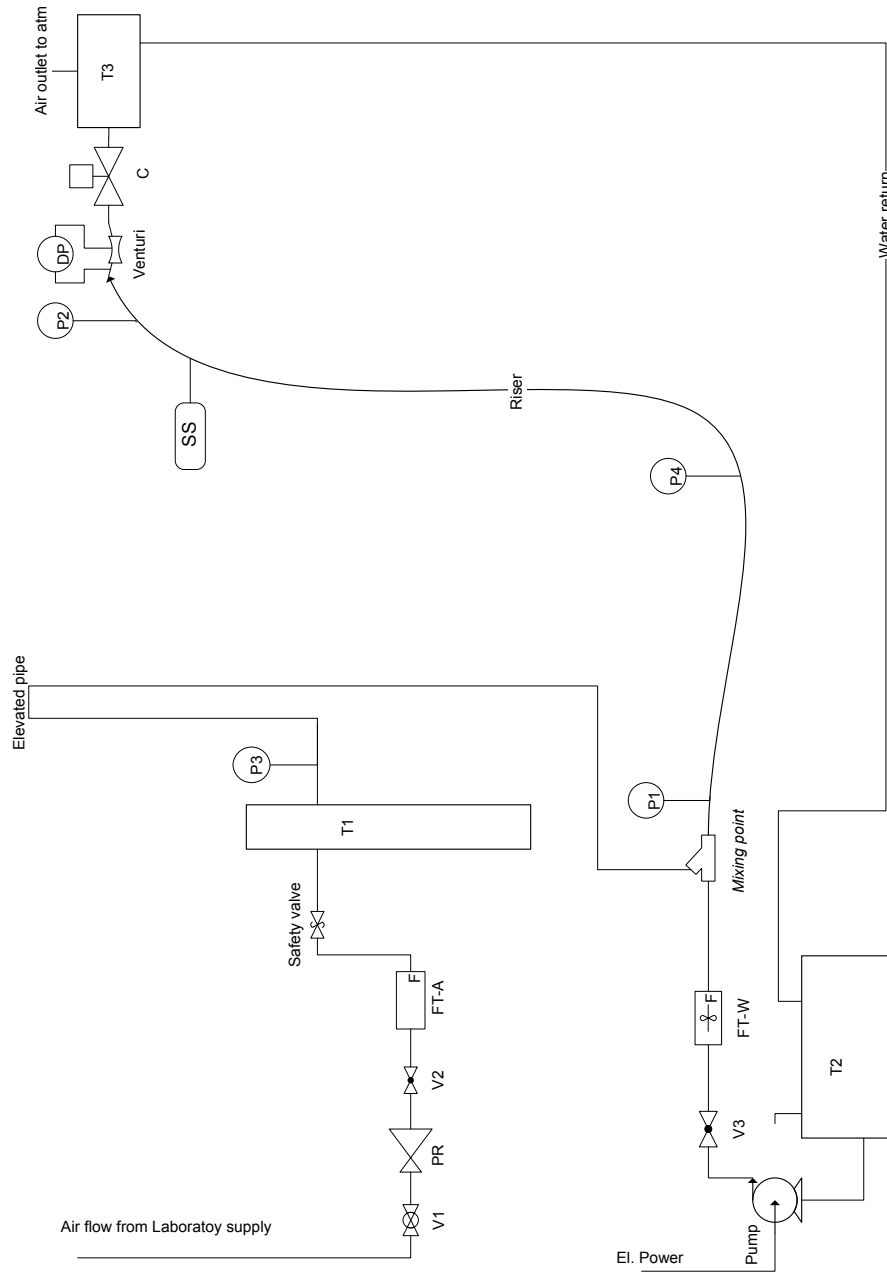 Air outlet to atm
T3
C
DP
Venturi
P2
SS
Riser
P4
Water return
Elevated pipe
P3
T1
P1
Mixing point
Safety valve
F
FT-A
F
FT-W
V2
V3
T2
PR
V1
Air flow from Laboratoy supply
Pump
El. Power